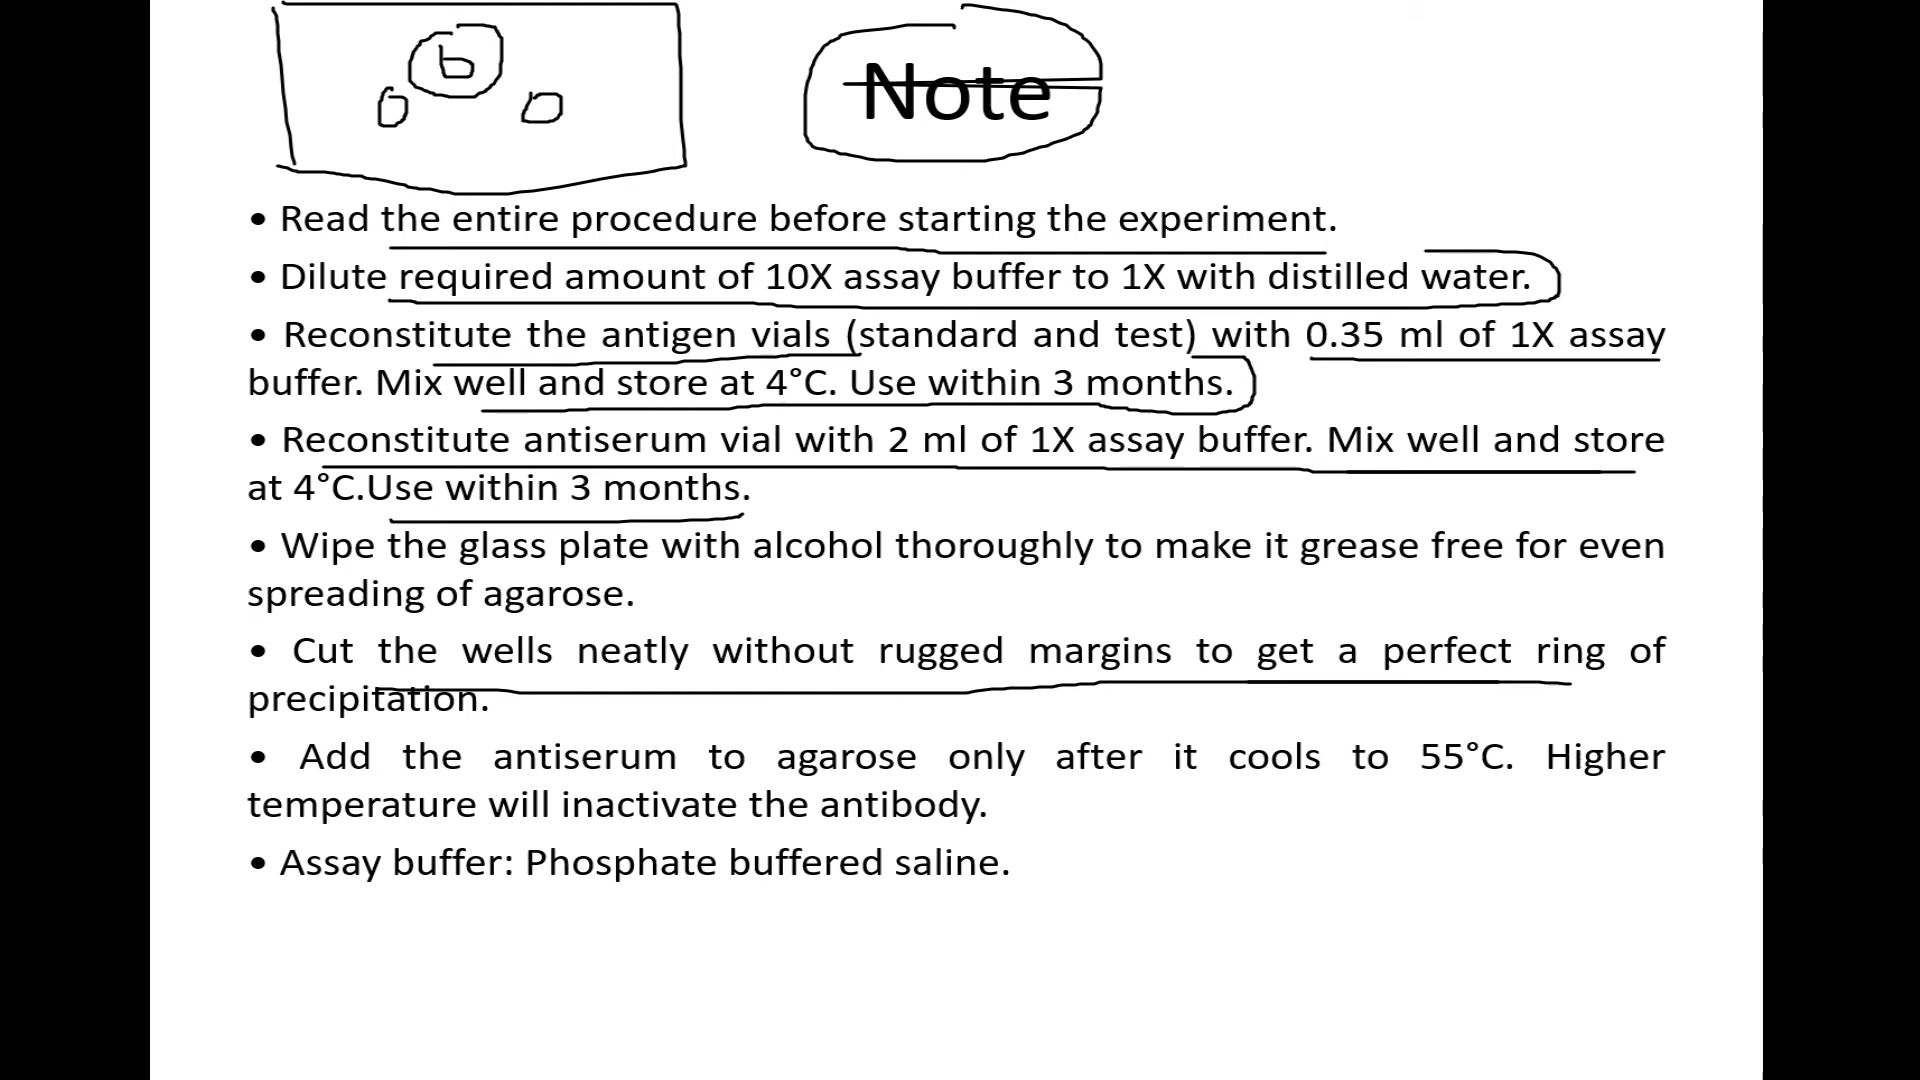 Note
• Read the entire procedure before starting the experiment.
• Dilute required amount of 10X assay buffer to 1X with distilled water.
• Reconstitute the antigen vials (standard and test) with 0.35 ml of 1X assay
buffer. Mix well and store at 4°C. Use within 3 months.
• Reconstitute antiserum vial with 2 ml of 1X assay buffer. Mix well and store
at 4°C.Use within 3 months.
• Wipe the glass plate with alcohol thoroughly to make it grease free for even
spreading of agarose.
• Cut the wells neatly without rugged margins to get a perfect ring of
precipitation.
• Add the antiserum to agarose only after it cools to 55°C. Higher
temperature will inactivate the antibody.
• Assay buffer: Phosphate buffered saline.